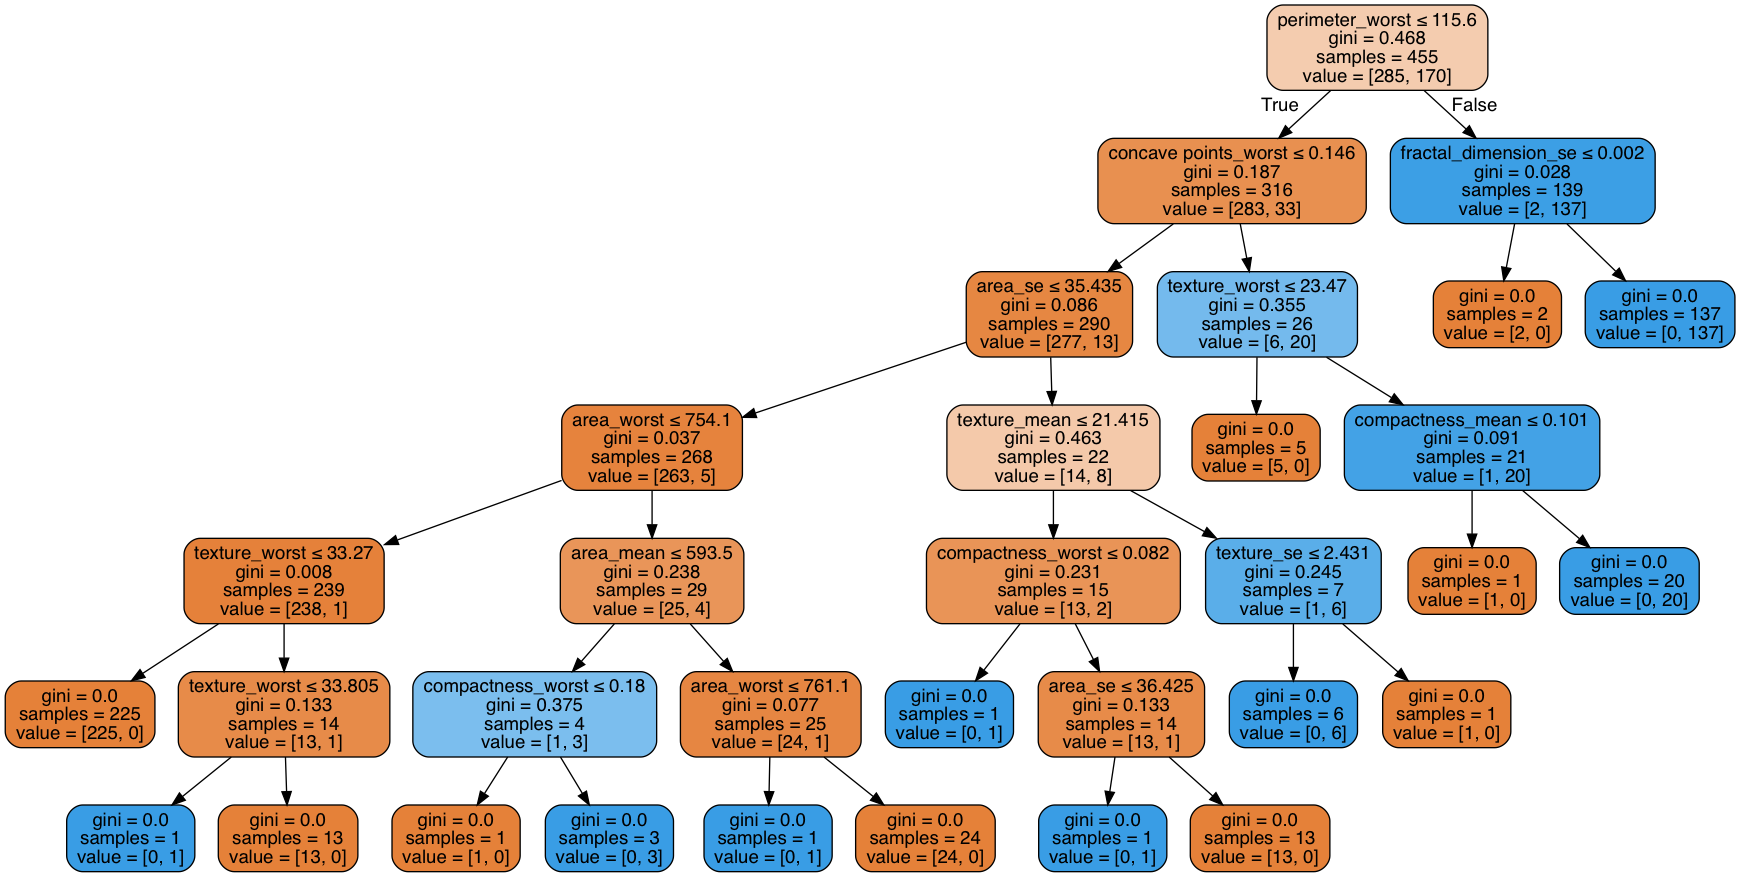 perimeter_worst ≤ 115.6
gini = 0.468
samples = 455
value = [285, 170]
True
False
concave points_worst ≤ 0.146
gini = 0.187
samples = 316
value = [283, 33]
fractal_dimension_se ≤ 0.002
gini = 0.028
samples = 139
value = [2, 137]
area_se ≤ 35.435
gini = 0.086
samples = 290
value = [277, 13]
texture_worst ≤ 23.47
gini = 0.355
samples = 26
value = [6, 20]
gini = 0.0
samples = 2
value = [2, 0]
gini = 0.0
samples = 137
value = [0, 137]
area_worst ≤ 754.1
gini = 0.037
samples = 268
value = [263, 5]
texture_mean ≤ 21.415
gini = 0.463
samples = 22
value = [14, 8]
gini = 0.0
samples = 5
value = [5, 0]
compactness_mean ≤ 0.101
gini = 0.091
samples = 21
value = [1, 20]
texture_worst ≤ 33.27
gini = 0.008
samples = 239
value = [238, 1]
area_mean ≤ 593.5
gini = 0.238
samples = 29
value = [25, 4]
compactness_worst ≤ 0.082
gini = 0.231
samples = 15
value = [13, 2]
texture_se ≤ 2.431
gini = 0.245
samples = 7
value = [1, 6]
gini = 0.0
samples = 1
value = [1, 0]
gini = 0.0
samples = 20
value = [0, 20]
gini = 0.0
samples = 225
value = [225, 0]
texture_worst ≤ 33.805
gini = 0.133
samples = 14
value = [13, 1]
compactness_worst ≤ 0.18
gini = 0.375
samples = 4
value = [1, 3]
area_worst ≤ 761.1
gini = 0.077
samples = 25
value = [24, 1]
gini = 0.0
samples = 1
value = [0, 1]
area_se ≤ 36.425
gini = 0.133
samples = 14
value = [13, 1]
gini = 0.0
samples = 6
value = [0, 6]
gini = 0.0
samples = 1
value = [1, 0]
gini = 0.0
samples = 1
value = [0, 1]
gini = 0.0
samples = 13
value = [13, 0]
gini = 0.0
samples = 1
value = [1, 0]
gini = 0.0
samples = 3
value = [0, 3]
gini = 0.0
samples = 1
value = [0, 1]
gini = 0.0
samples = 24
value = [24, 0]
gini = 0.0
samples = 1
value = [0, 1]
gini = 0.0
samples = 13
value = [13, 0]